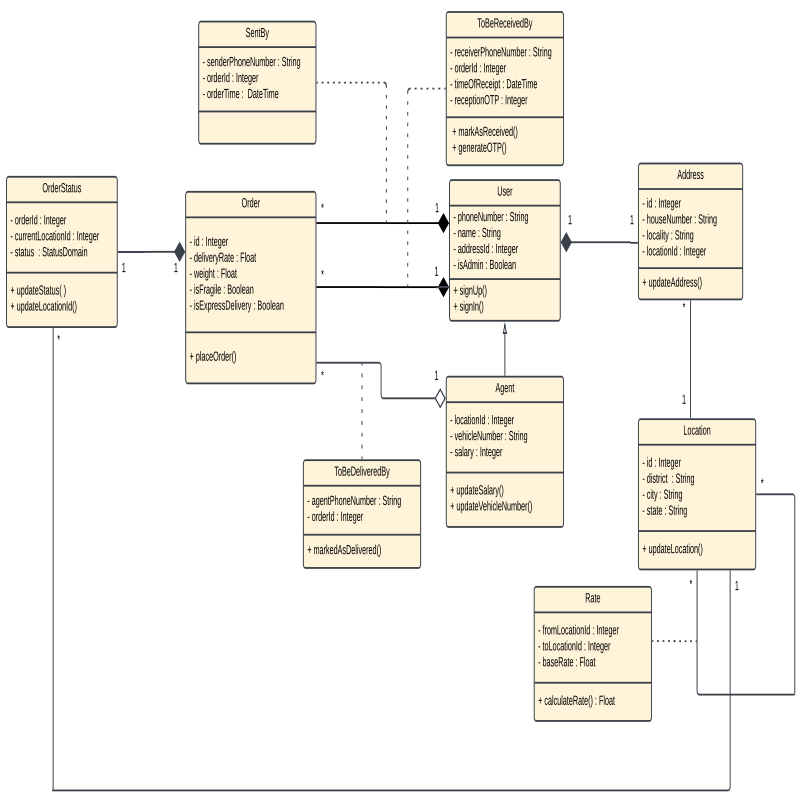 SentBy
- senderPhoneNumber : String
- orderId : Integer
- orderTime :  DateTime
ToBeReceivedBy
- receiverPhoneNumber : String
- orderId : Integer
- timeOfReceipt : DateTime
- receptionOTP : Integer
+ markAsReceived()
+ generateOTP()
OrderStatus
- orderId : Integer
- currentLocationId : Integer
- status  : StatusDomain
+ updateStatus( )
+ updateLocationId()
1
1
*
Order
- id : Integer
- deliveryRate : Float
- weight : Float
- isFragile : Boolean
- isExpressDelivery : Boolean
+ placeOrder()
*
1
*
1
*
1
User
- phoneNumber : String
- name : String
- addressId : Integer
- isAdmin : Boolean
+ signUp()
+ signIn()
1
1
Address
- id : Integer
- houseNumber : String
- locality : String
- locationId : Integer
+ updateAddress()
*
1
Agent
- locationId : Integer
- vehicleNumber : String
- salary : Integer
+ updateSalary()
+ updateVehicleNumber()
ToBeDeliveredBy
- agentPhoneNumber : String
- orderId : Integer
+ markedAsDelivered()
Location
- id : Integer
- district  : String
- city : String
- state : String
+ updateLocation()
*
*
1
Rate
- fromLocationId : Integer
- toLocationId : Integer
- baseRate : Float
+ calculateRate() : Float